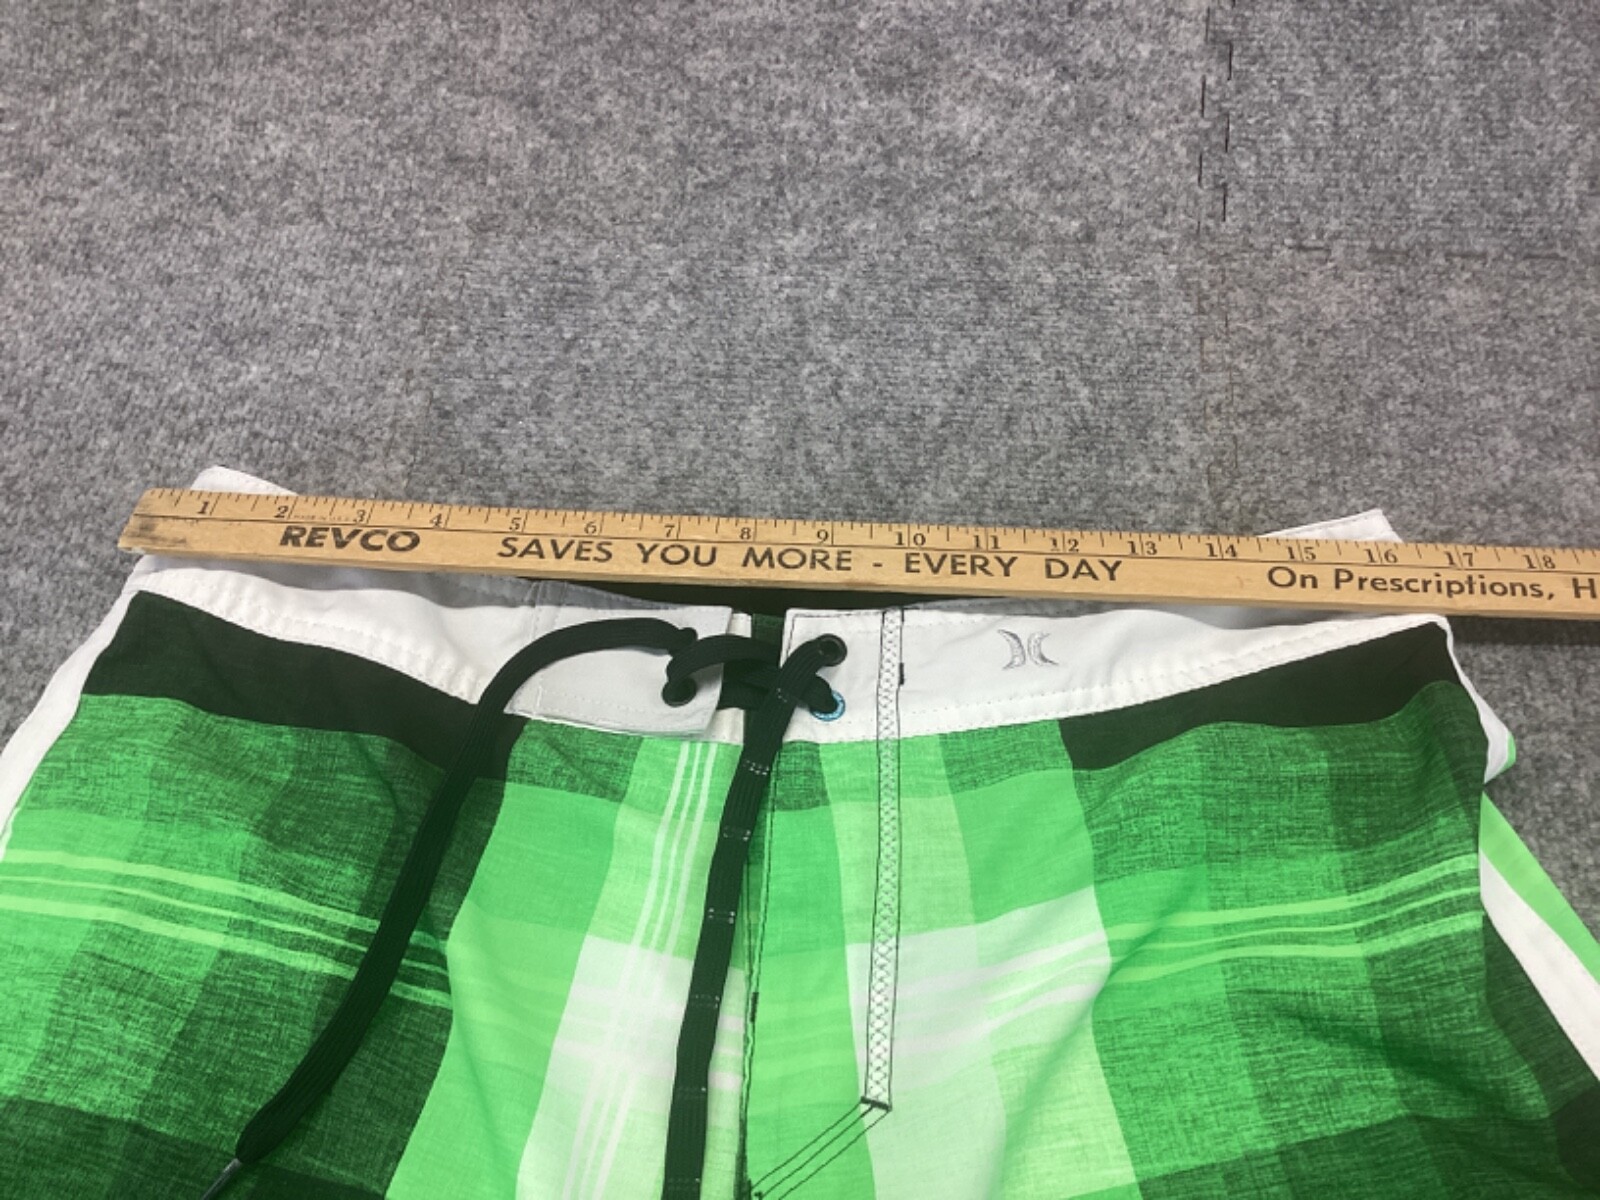 1 2 3 4 5 6 7 8 9 10 11 12 13 14 15 16 17 18
REVCO SAVES YOU MORE - EVERY DAY On Prescriptions, H